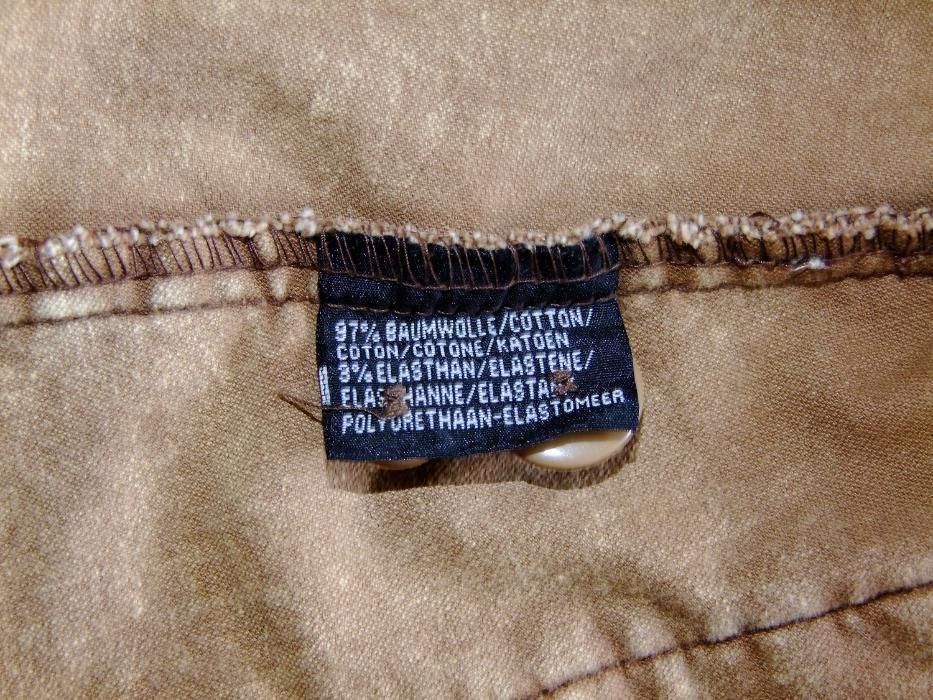 97% BAUMWOLLE/COTTON/
COTON/COTONE/KATOEN
3% ELASTHAN/ELASTENE/
POLYURETHAAN-ELASTOMEER